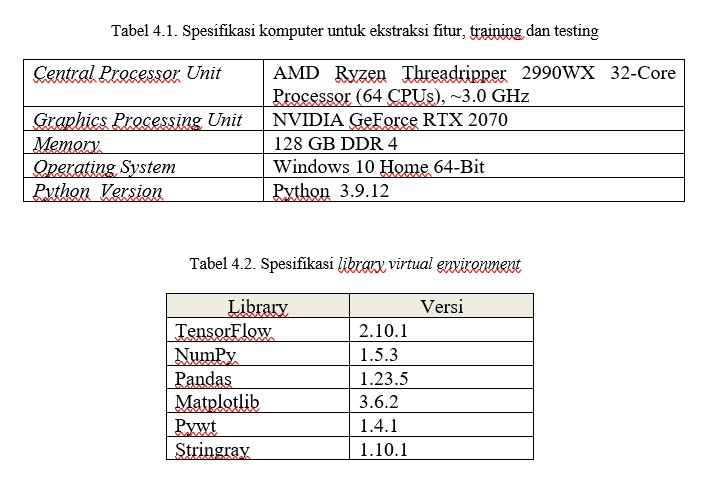 Tabel 4.1. Spesifikasi komputer untuk ekstraksi fitur, training dan testing
Central Processor Unit AMD Ryzen Threadripper 2990WX 32-Core
Processor (64 CPUs), ~3.0 GHz
Graphics Processing Unit NVIDIA GeForce RTX 2070
Memory 128 GB DDR 4
Operating System Windows 10 Home 64-Bit
Python Version Python 3.9.12
Tabel 4.2. Spesifikasi library virtual environment
Library Versi
TensorFlow 2.10.1
NumPy 1.5.3
Pandas 1.23.5
Matplotlib 3.6.2
Pywt 1.4.1
Stringray 1.10.1